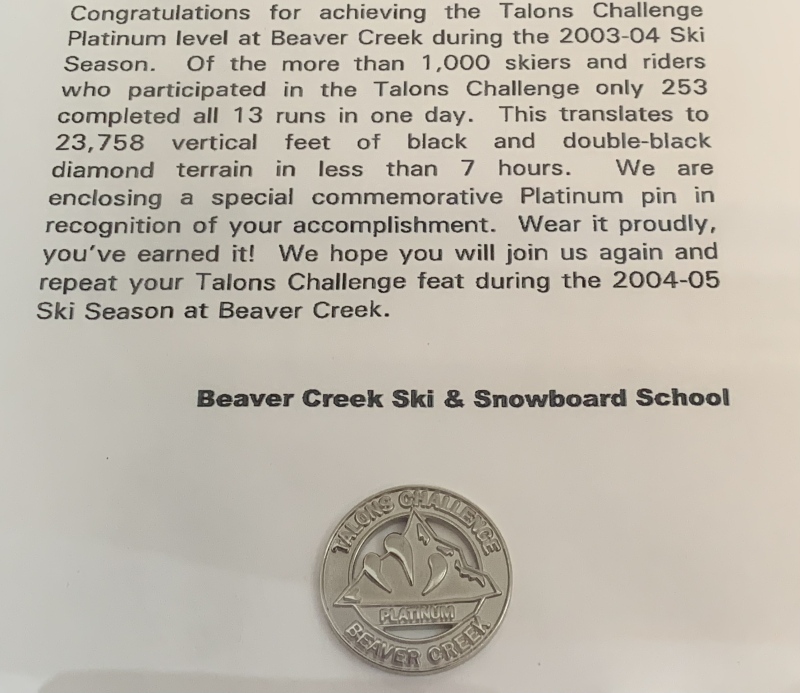 Congratulations for achieving the Talons Challenge
Platinum level at Beaver Creek during the 2003-04 Ski
Season. Of the more than 1,000 skiers and riders
who participated in the Talons Challenge only 253
completed all 13 runs in one day. This translates to
23,758 vertical feet of black and double-black
diamond terrain in less than 7 hours. We are
enclosing a special commemorative Platinum pin in
recognition of your accomplishment. Wear it proudly,
you've earned it! We hope you will join us again and
repeat your Talons Challenge feat during the 2004-05
Ski Season at Beaver Creek.
Beaver Creek Ski & Snowboard School
TALONS CHALLENGE
PLATINUM
BEAVER CREEK